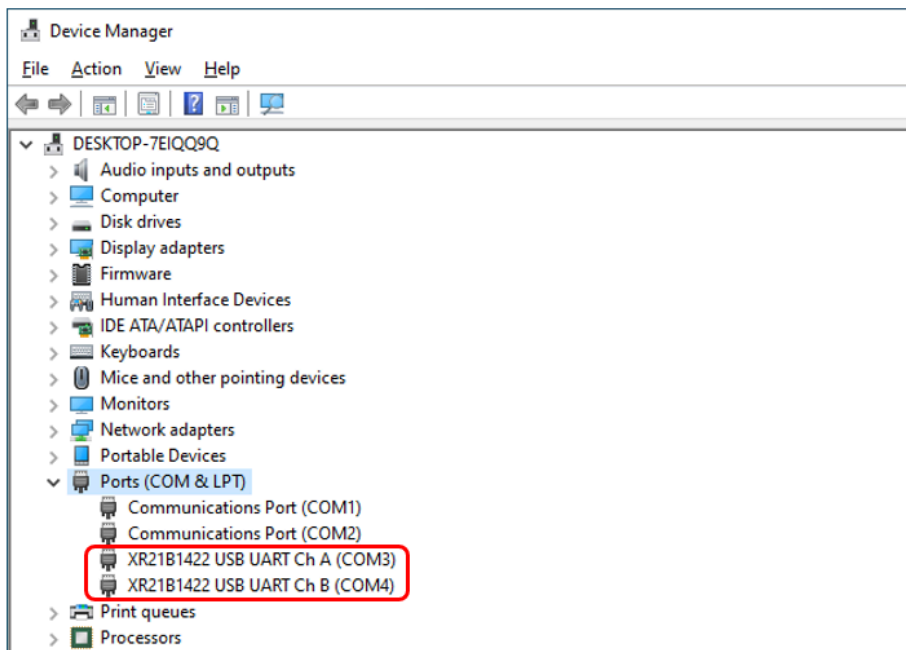 Device Manager
File Action View Help
DESKTOP-7EIQQ9Q
Audio inputs and outputs
Computer
Disk drives
Display adapters
Firmware
Human Interface Devices
IDE ATA/ATAPI controllers
Keyboards
Mice and other pointing devices
Monitors
Network adapters
Portable Devices
Ports (COM & LPT)
Communications Port (COM1)
Communications Port (COM2)
XR21B1422 USB UART Ch A (COM3)
XR21B1422 USB UART Ch B (COM4)
Print queues
Processors